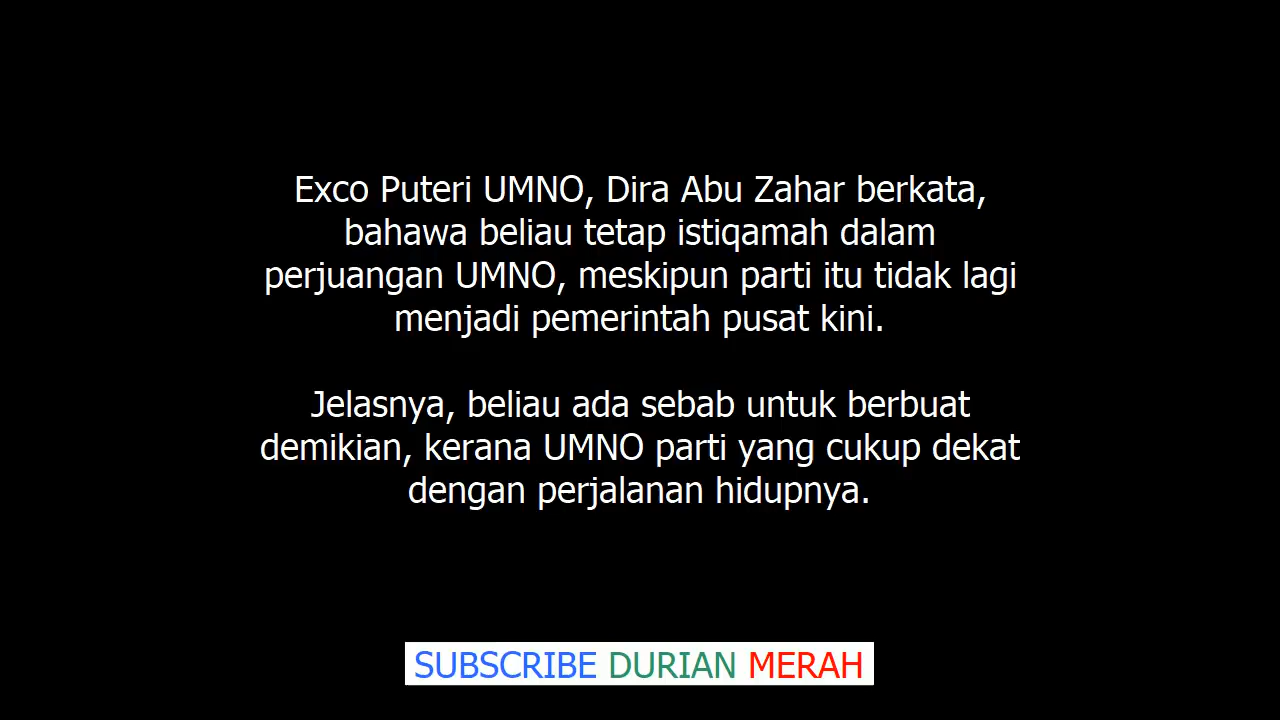 Exco Puteri UMNO, Dira Abu Zahar berkata,
bahawa beliau tetap istiqamah dalam
perjuangan UMNO, meskipun parti itu tidak lagi
menjadi pemerintah pusat kini.
Jelasnya, beliau ada sebab untuk berbuat
demikian, kerana UMNO parti yang cukup dekat
dengan perjalanan hidupnya.
SUBSCRIBE DURIAN MERAH